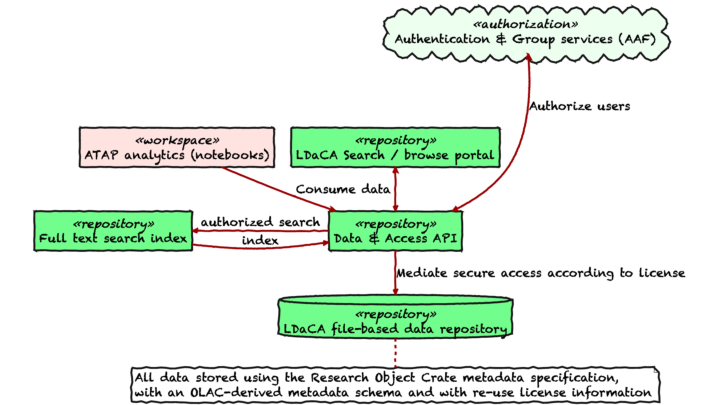 «authorization»
Authentication & Group services (AAF)
Authorize users
«workspace»
ATAP analytics (notebooks)
«repository»
LDaCA Search / browse portal
Consume data
«repository»
Full text search index
authorized search
index
«repository»
Data & Access API
Mediate secure access according to license
«repository»
LDaCA file-based data repository
All data stored using the Research Object Crate metadata specification,
with an OLAC-derived metadata schema and with re-use license information